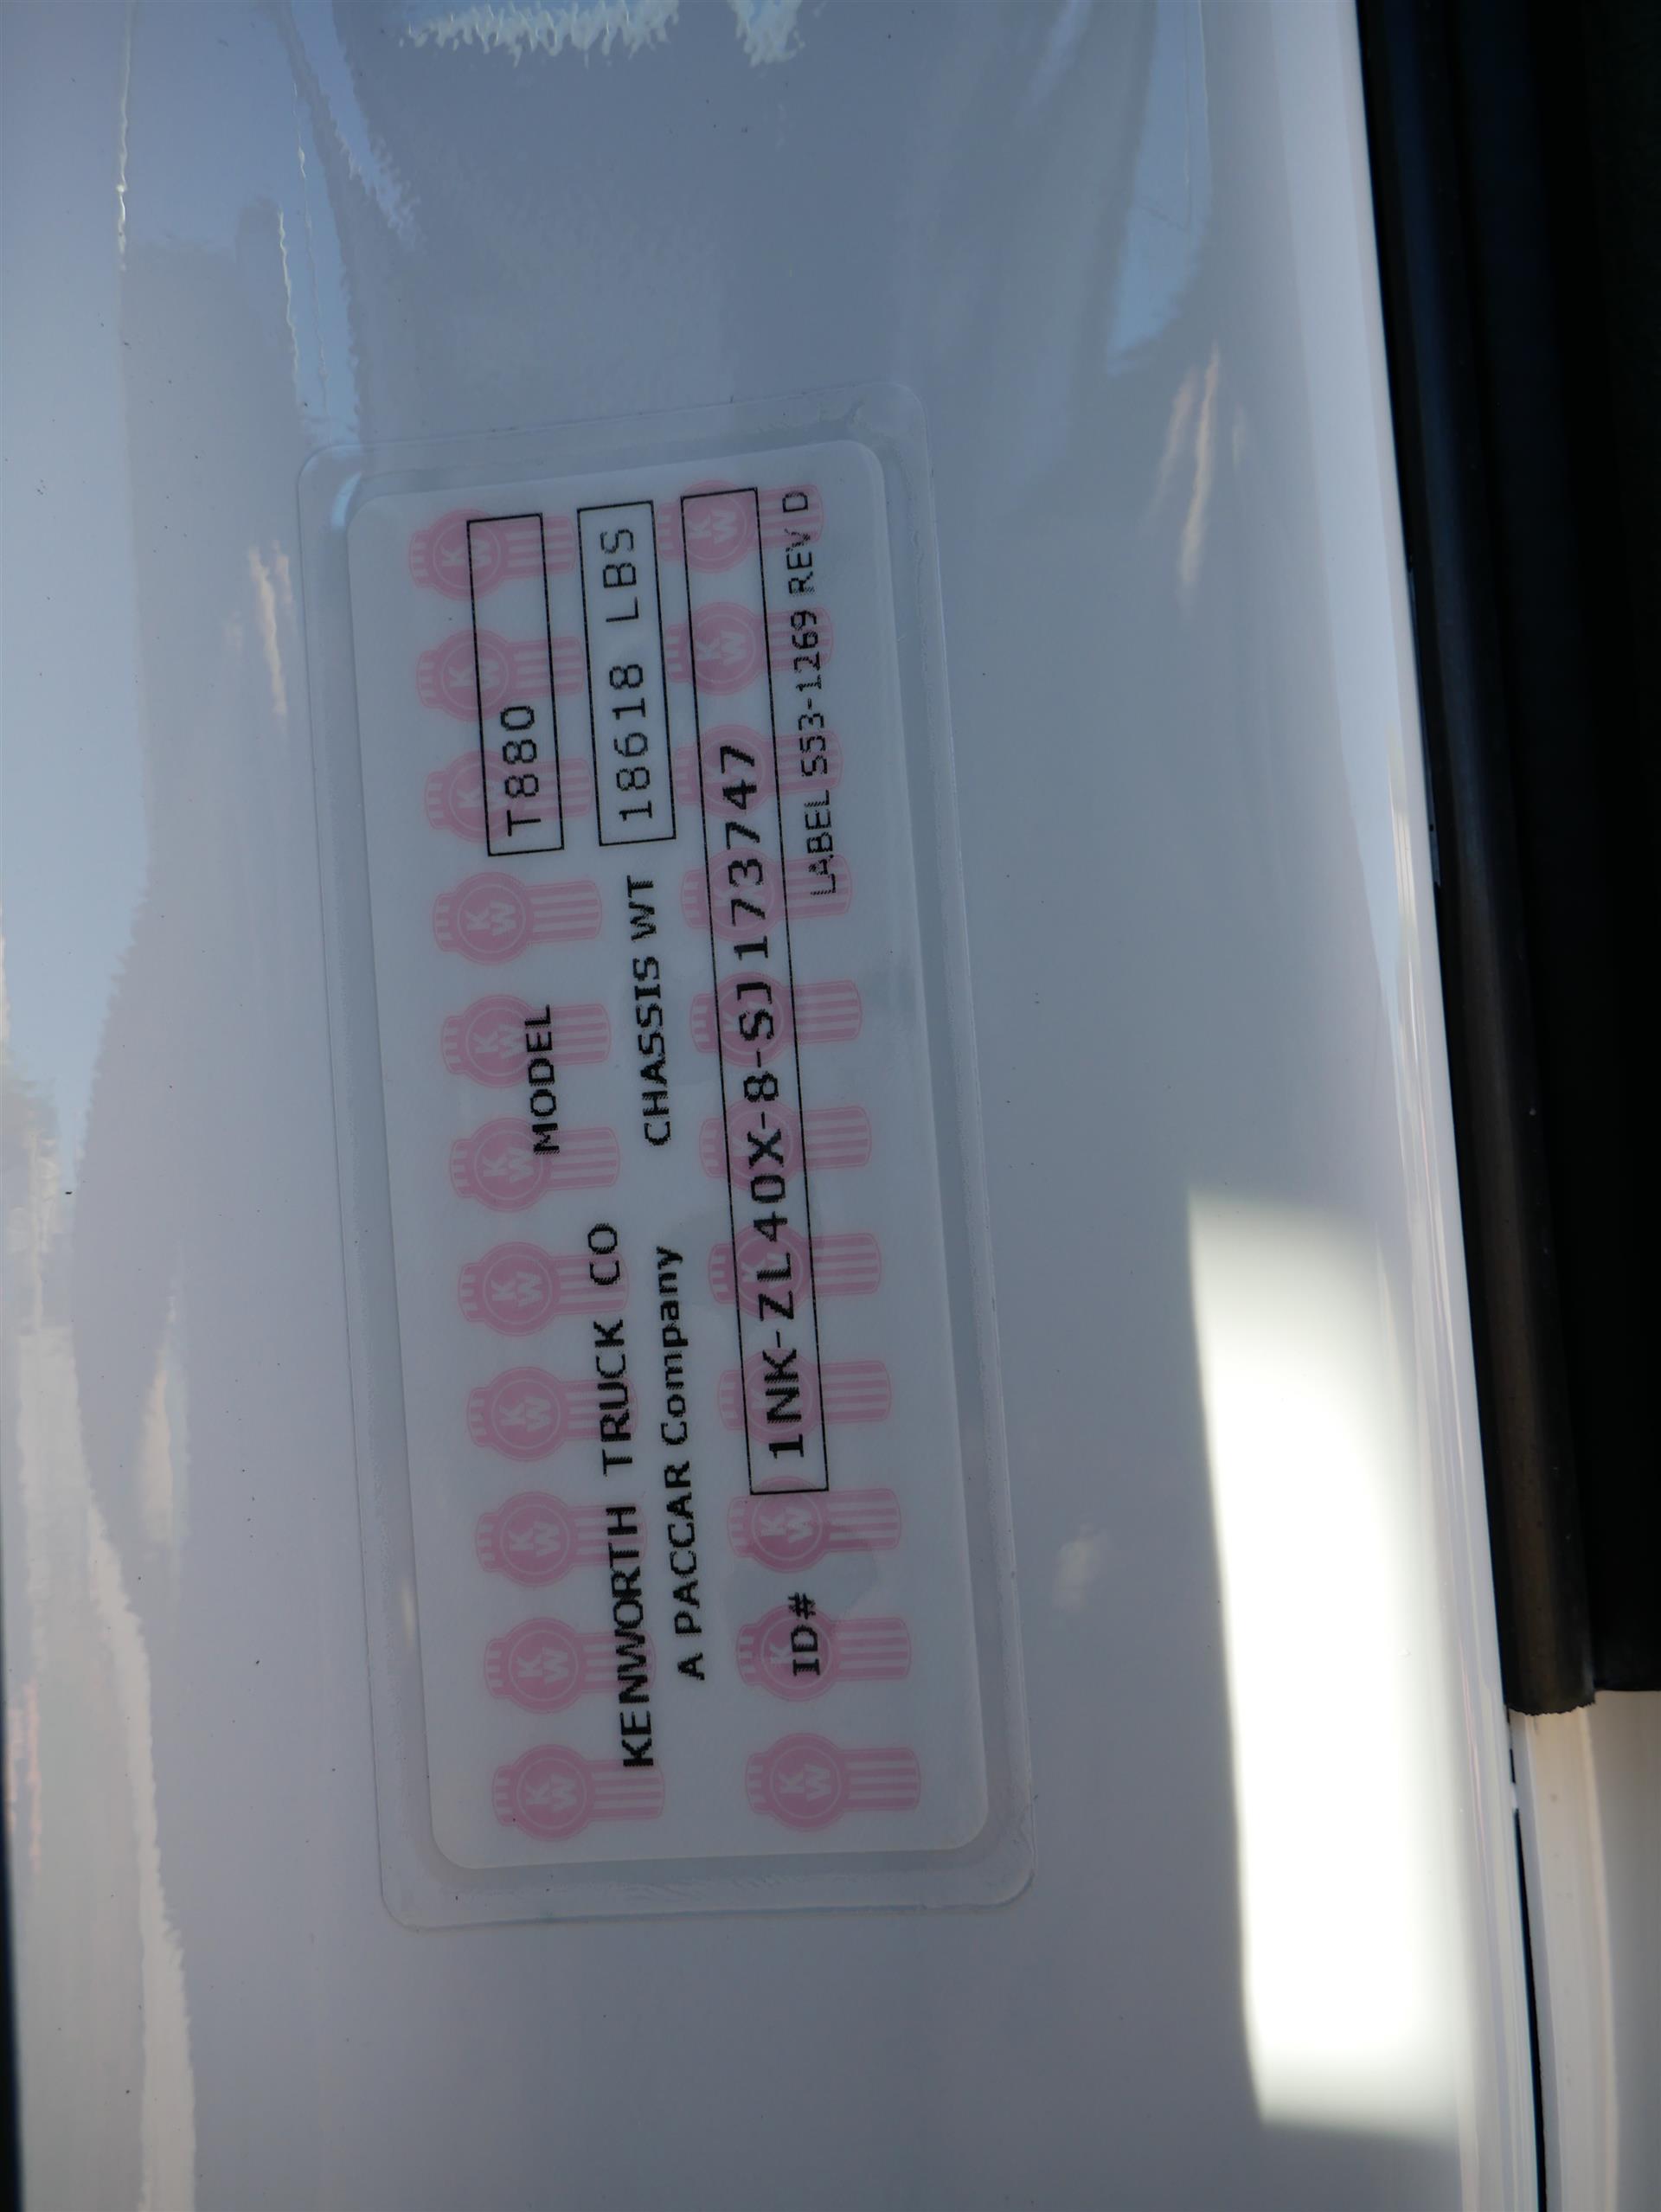 MODEL T880
KENWORTH TRUCK CO
A PACCAR Company
CHASSIS WT 18618 LBS
ID# 1NK-ZL40X-8-SJ173747
LABEL S53-1269 REV D